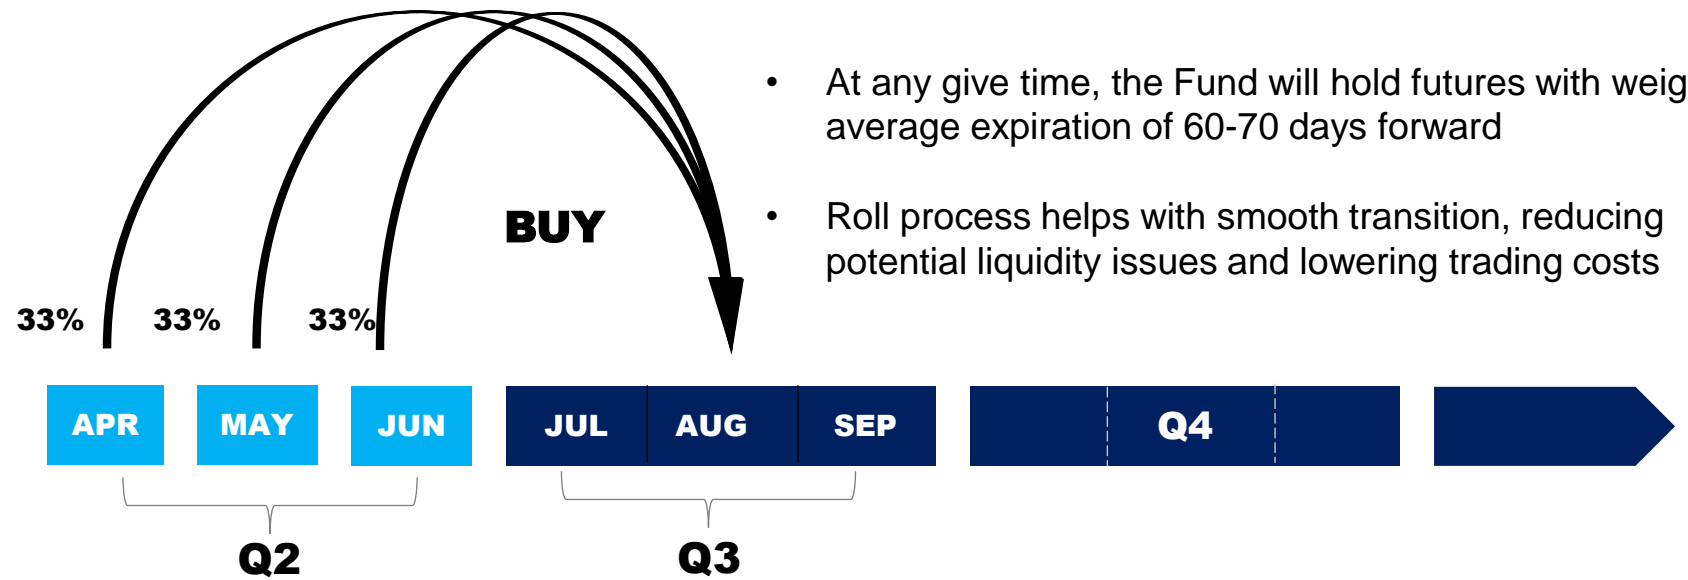 • At any give time, the Fund will hold futures with weig
average expiration of 60-70 days forward
• Roll process helps with smooth transition, reducing
potential liquidity issues and lowering trading costs
BUY
33% 33% 33%
APR MAY JUN JUL AUG SEP Q4
Q2 Q3